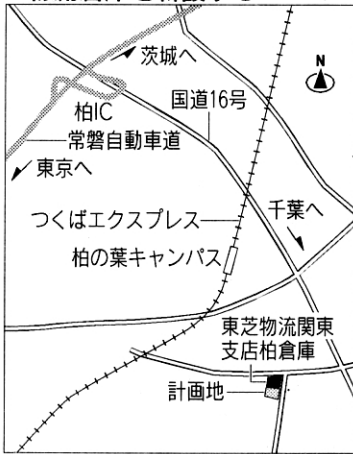 茨城へ
N
柏IC
国道16号
常磐自動車道
東京へ
千葉へ
つくばエクスプレス
柏の葉キャンパス
東芝物流関東
支店柏倉庫
計画地